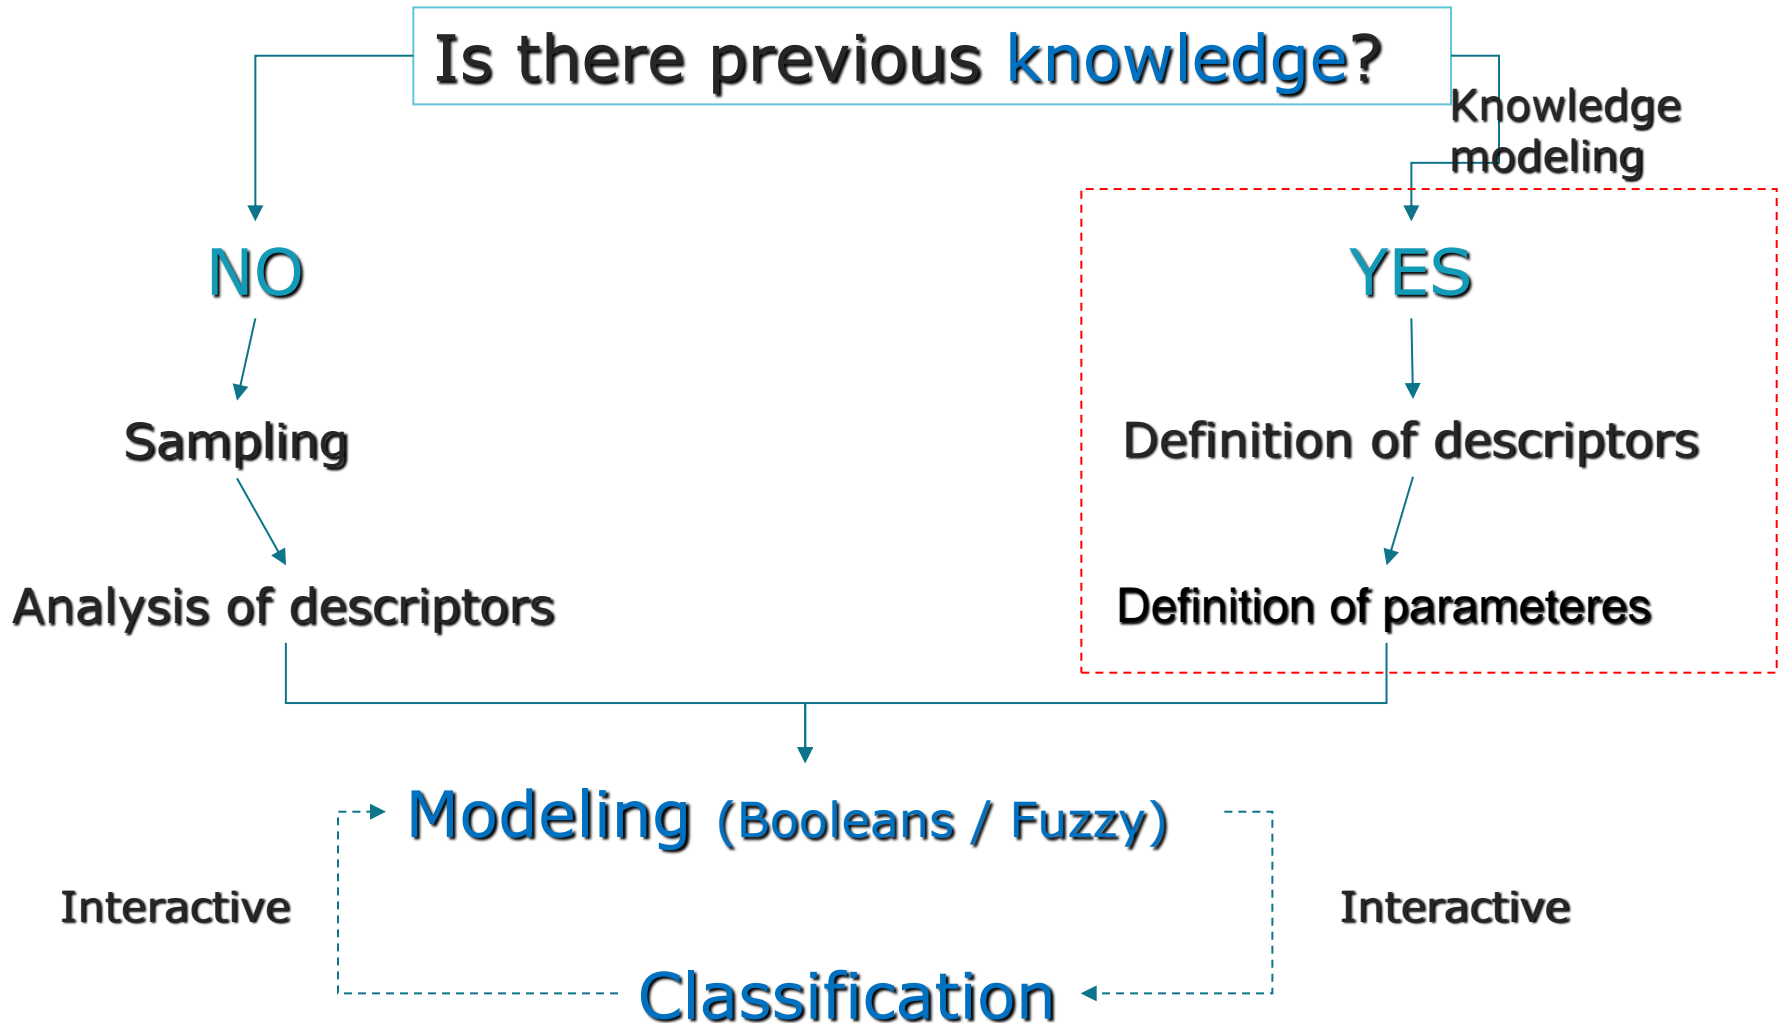 Is there previous knowledge?
Knowledge
modeling
NO
YES
Sampling
Definition of descriptors
Analysis of descriptors
Definition of parameteres
Modeling (Booleans / Fuzzy)
Interactive
Interactive
Classification